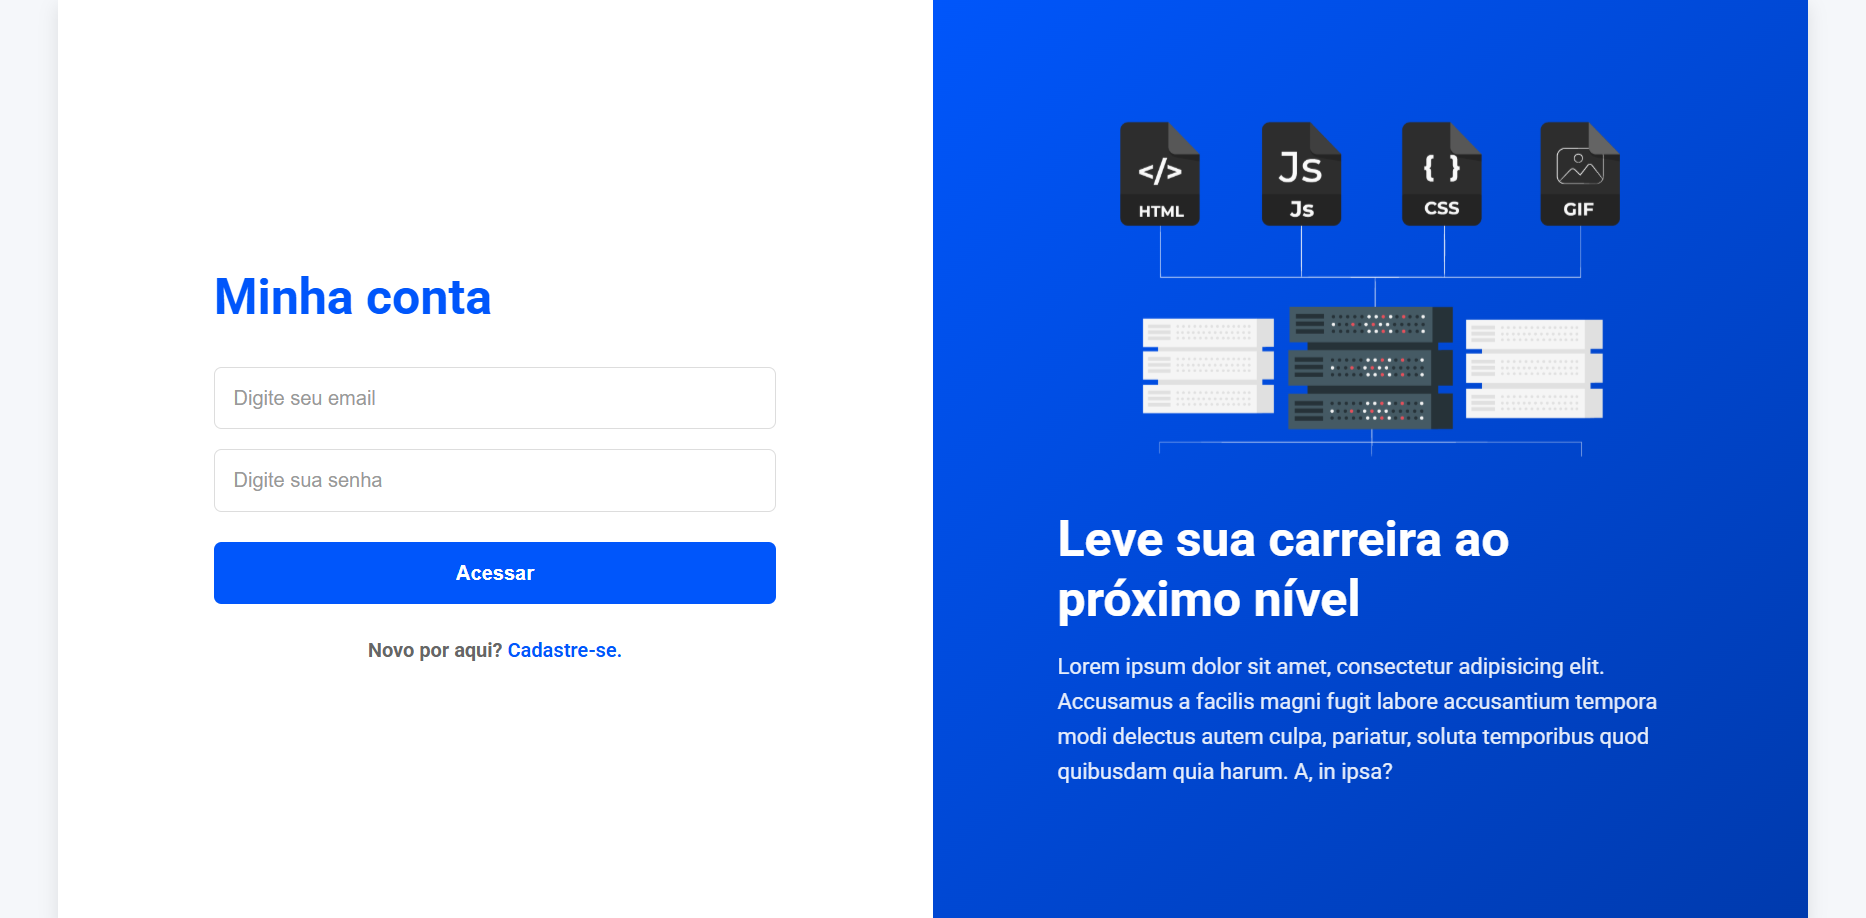 Minha conta
Digite seu email
Digite sua senha
Acessar
Novo por aqui? Cadastre-se.
</>
HTML
Js
Js
{ }
CSS
GIF
Leve sua carreira ao
próximo nível
Lorem ipsum dolor sit amet, consectetur adipisicing elit.
Accusamus a facilis magni fugit labore accusantium tempora
modi delectus autem culpa, pariatur, soluta temporibus quod
quibusdam quia harum. A, in ipsa?